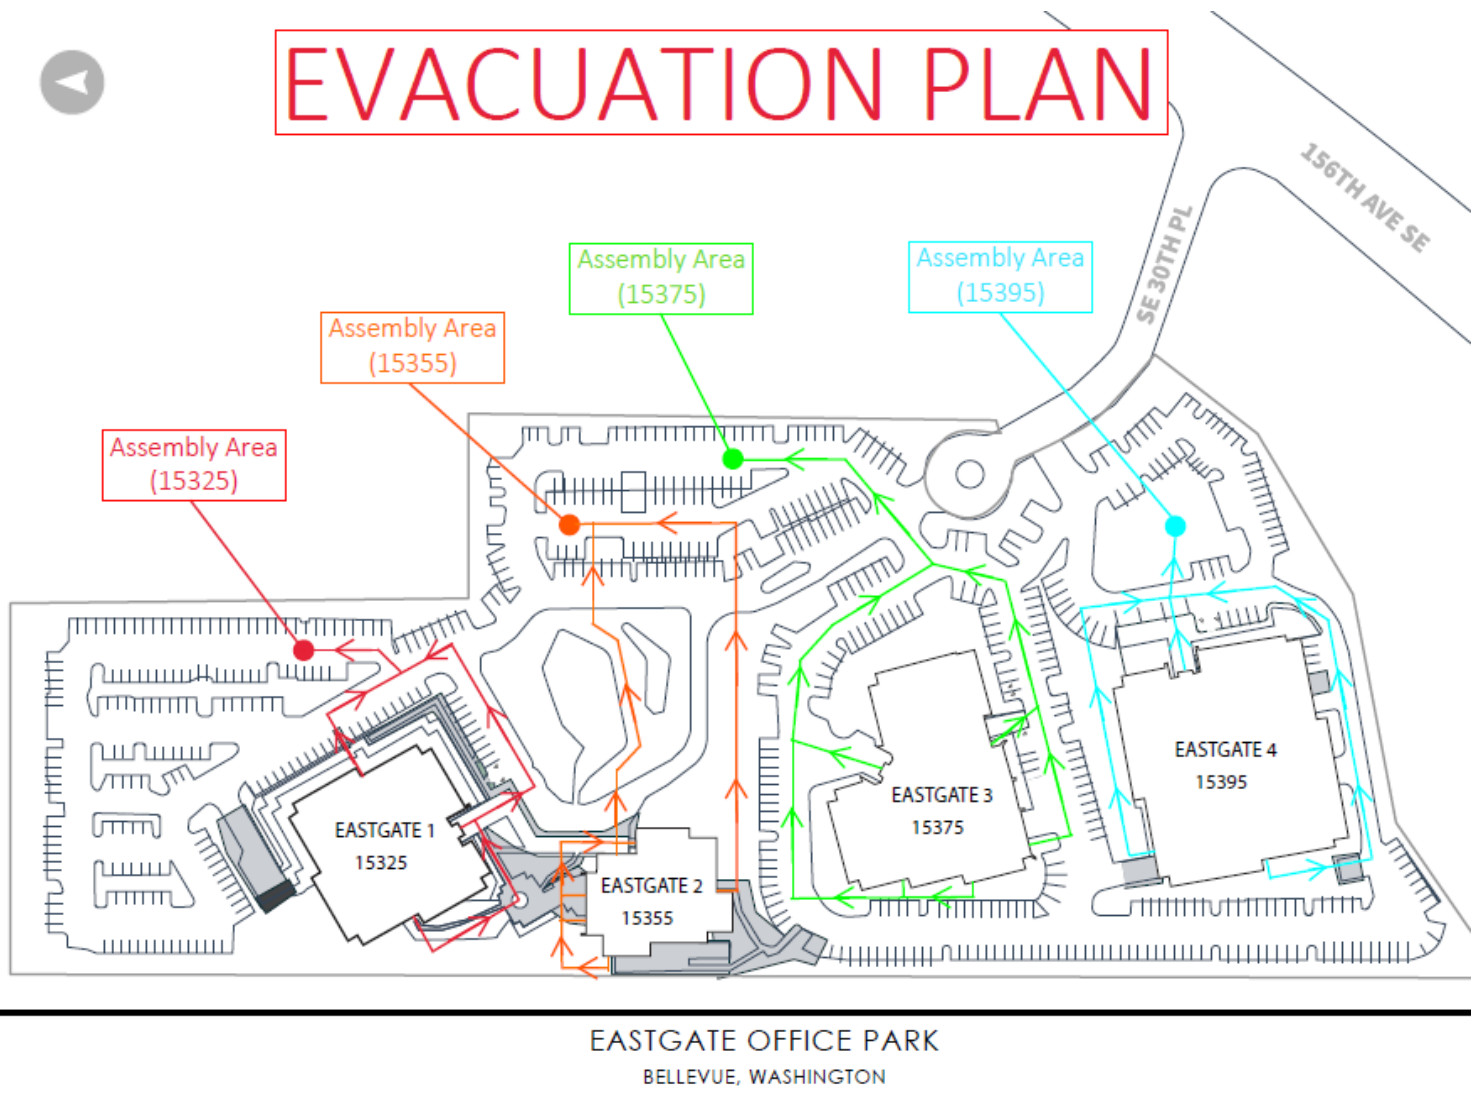 EVACUATION PLAN
156TH AVE SE
SE 30TH PL
Assembly Area
(15375)
Assembly Area
(15395)
Assembly Area
(15355)
Assembly Area
(15325)
EASTGATE 4
15395
EASTGATE 3
15375
EASTGATE 1
15325
EASTGATE 2
15355
EASTGATE OFFICE PARK
BELLEVUE, WASHINGTON